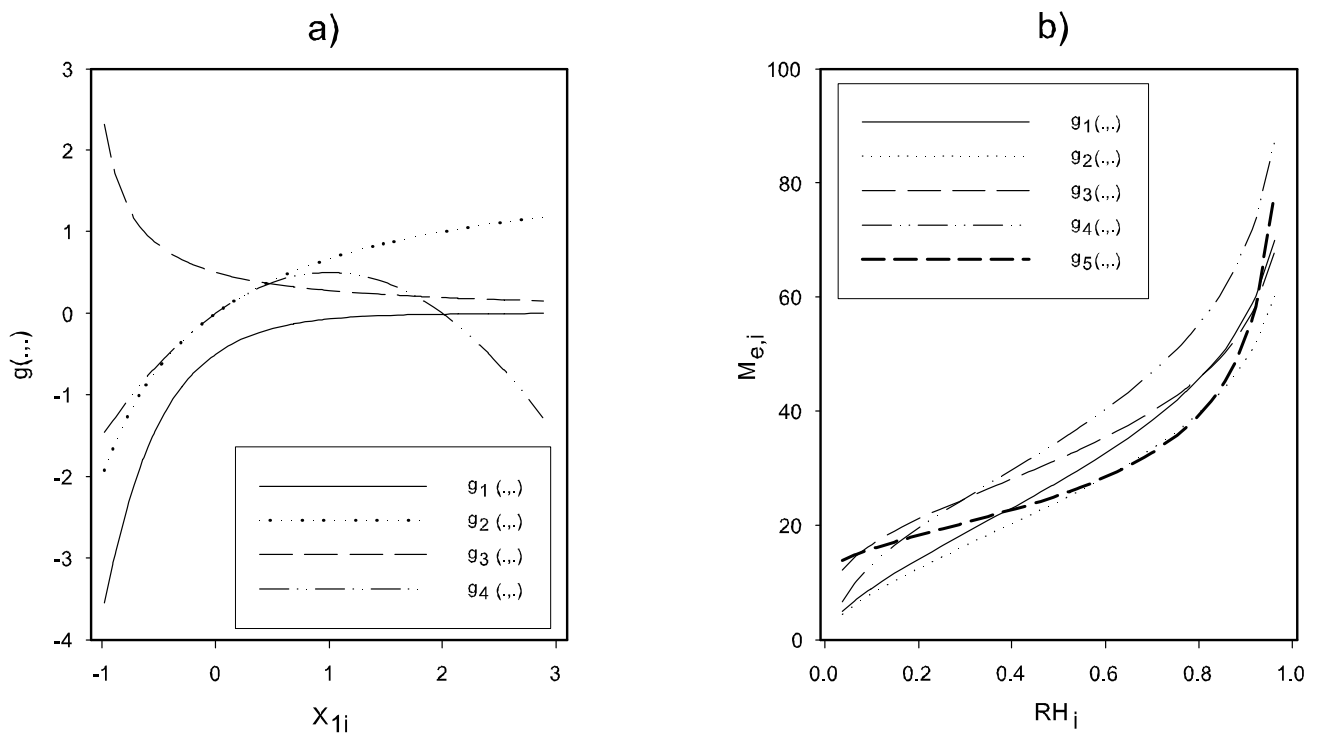 a)
3
2
1
0
-1
-2
-3
-4
g(.,.)
-1 0 1 2 3
X1i
g1 (.,.)
g2 (.,.)
g3 (.,.)
g4 (.,.)
b)
100
80
60
40
20
0
Me,i
0.0 0.2 0.4 0.6 0.8 1.0
RH i
g1(.,.)
g2(.,.)
g3(.,.)
g4(.,.)
g5(.,.)